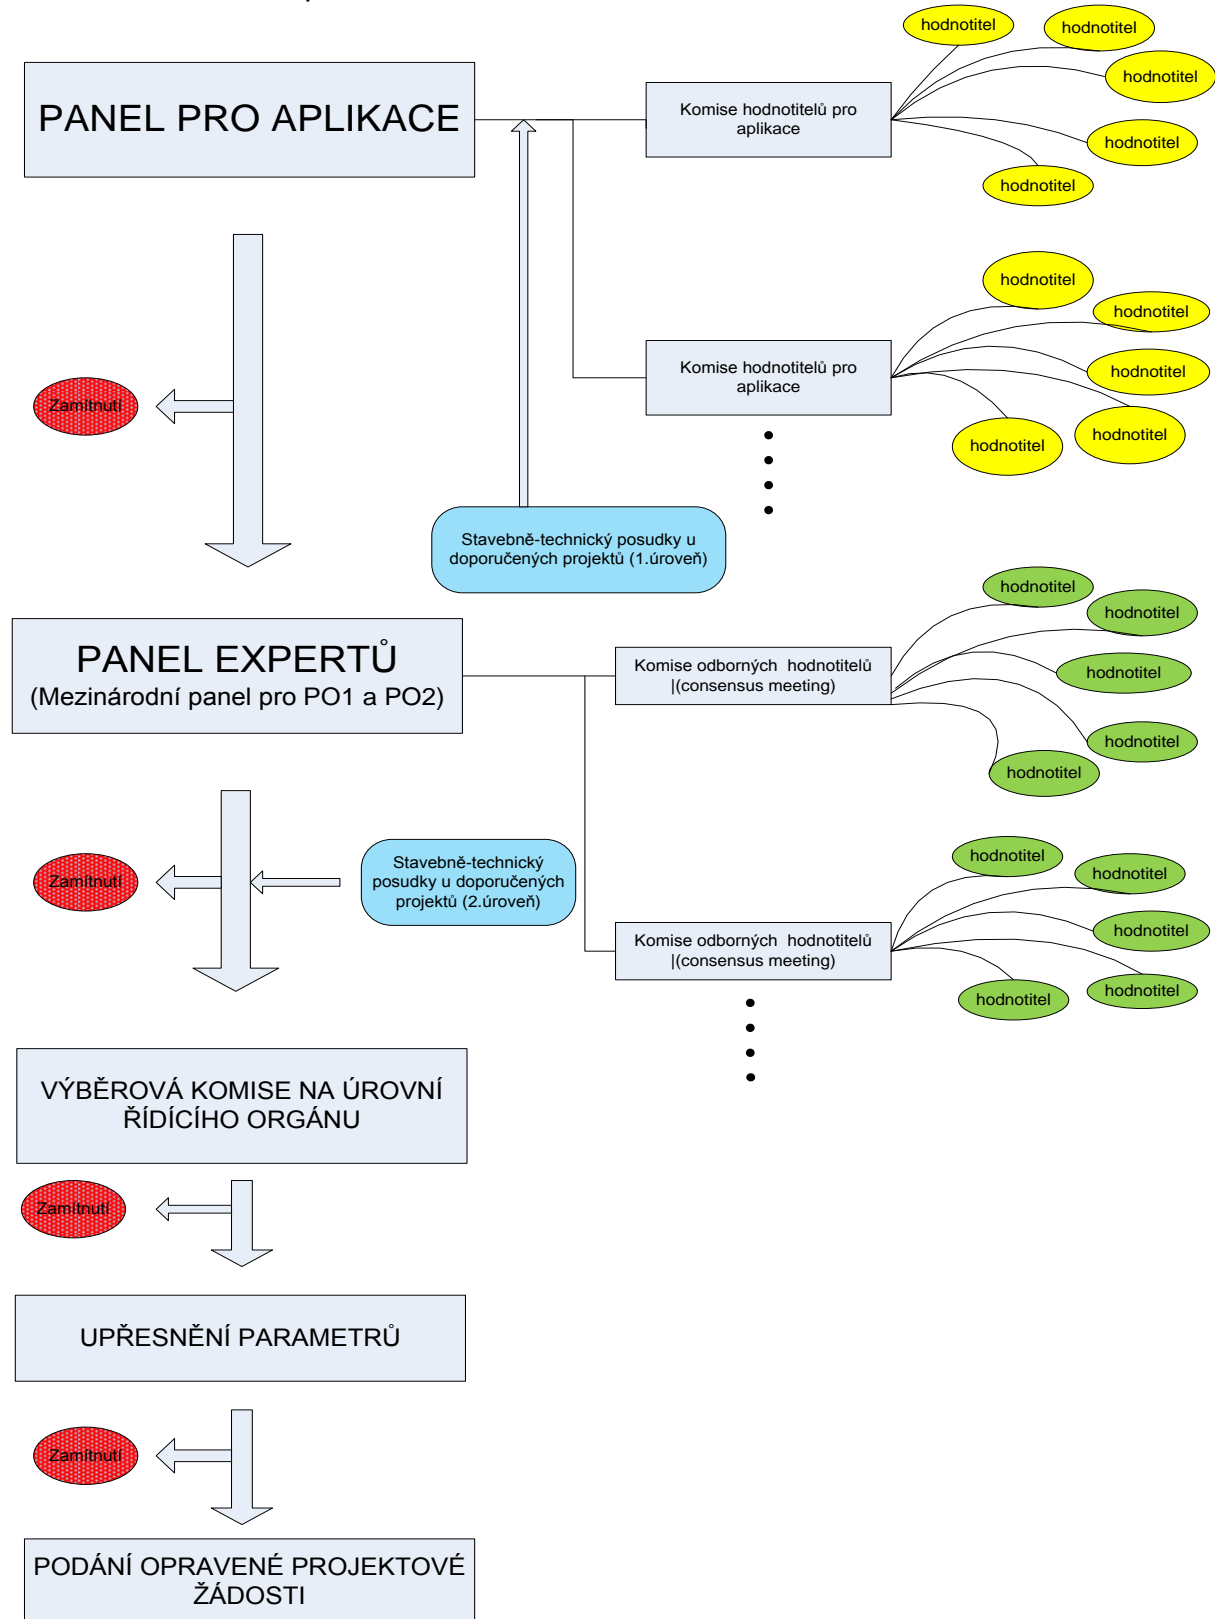 hodnotitel
hodnotitel
hodnotitel
PANEL PRO APLIKACE
Komise hodnotitelů pro
aplikace
hodnotitel
hodnotitel
hodnotitel
hodnotitel
Komise hodnotitelů pro
aplikace
hodnotitel
hodnotitel
hodnotitel
Zamítnutí
Stavebně-technický posudky u
doporučených projektů (1.úroveň)
hodnotitel
hodnotitel
PANEL EXPERTŮ
(Mezinárodní panel pro PO1 a PO2)
Komise odborných hodnotitelů
|(consensus meeting)
hodnotitel
hodnotitel
hodnotitel
Zamítnutí
Stavebně-technický
posudky u doporučených
projektů (2.úroveň)
hodnotitel
hodnotitel
hodnotitel
Komise odborných hodnotitelů
|(consensus meeting)
hodnotitel
hodnotitel
VÝBĚROVÁ KOMISE NA ÚROVNÍ
ŘÍDÍCÍHO ORGÁNU
Zamítnutí
UPŘESNĚNÍ PARAMETRŮ
Zamítnutí
PODÁNÍ OPRAVENÉ PROJEKTOVÉ
ŽÁDOSTI